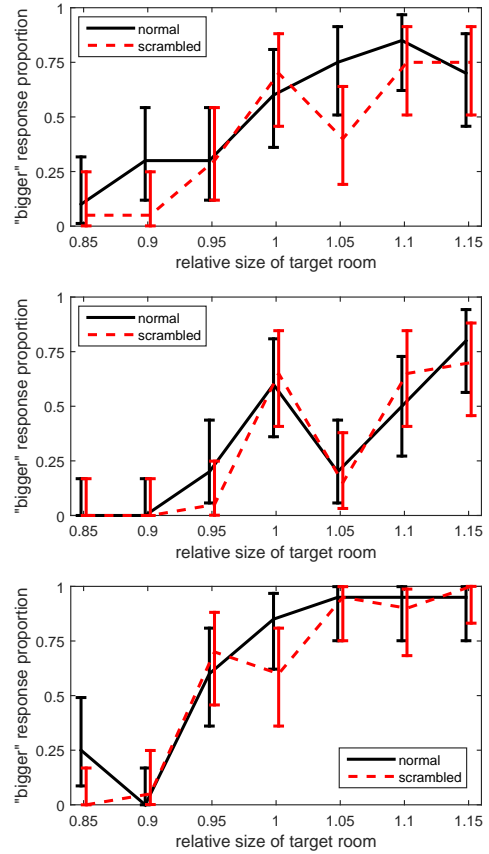 1
0.75
0.5
0.25
0
"bigger" response proportion
normal
scrambled
0.85 0.9 0.95 1 1.05 1.1 1.15
relative size of target room
1
0.75
0.5
0.25
0
"bigger" response proportion
normal
scrambled
0.85 0.9 0.95 1 1.05 1.1 1.15
relative size of target room
1
0.75
0.5
0.25
0
"bigger" response proportion
normal
scrambled
0.85 0.9 0.95 1 1.05 1.1 1.15
relative size of target room